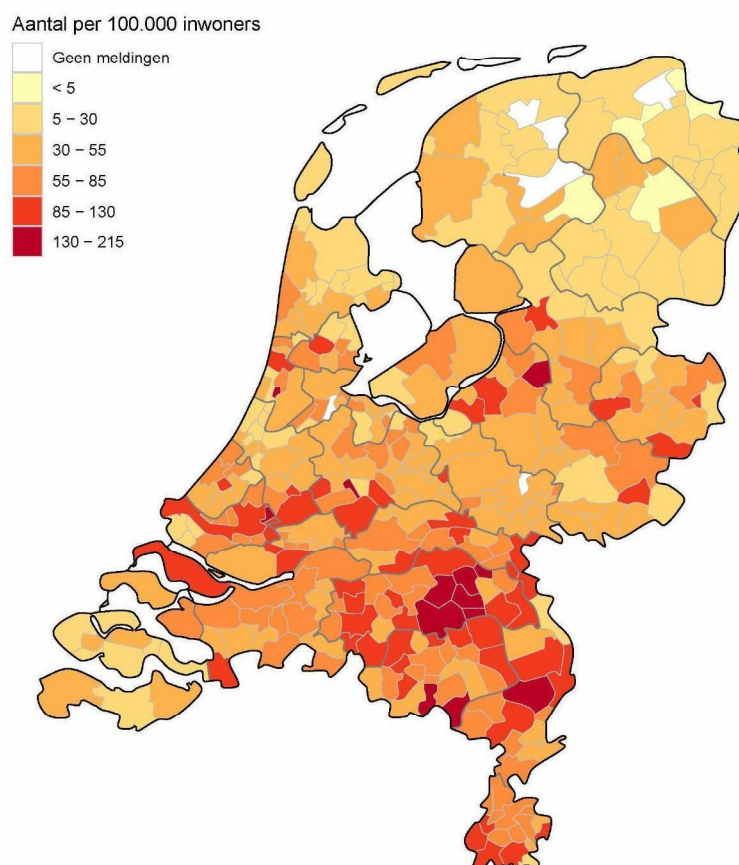 Aantal per 100.000 inwoners
Geen meldingen
< 5
5 – 30
30 – 55
55 – 85
85 – 130
130 – 215